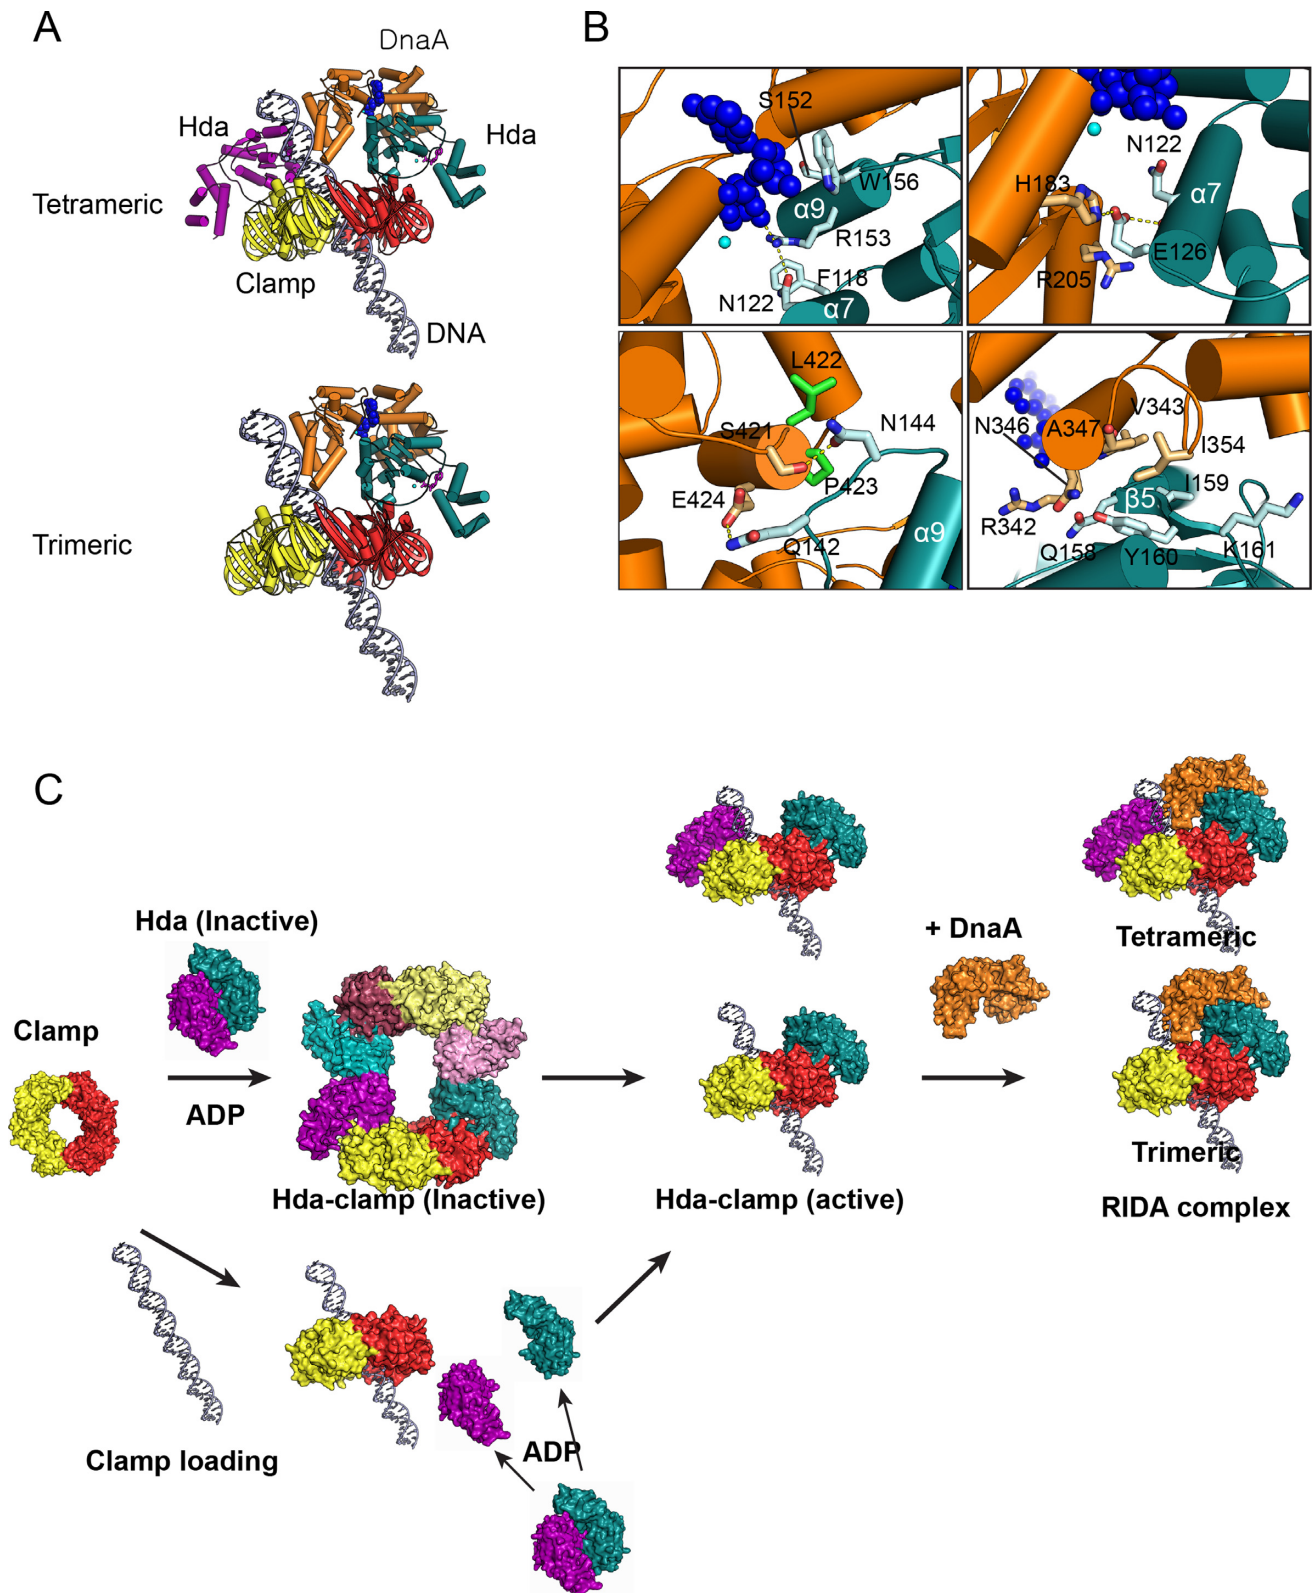 A
DnaA
Hda
Hda
Tetrameric
Clamp
DNA
Trimeric
B
S152
W156
α9
R153
F118
N122
α7
N122
H183
α7
E126
R205
L422
S421
N144
P423
E424
Q142
α9
V343
N346
A347
I354
I159
β5
R342
Q158
Y160
K161
C
Hda (Inactive)
+ DnaA
Tetrameric
Clamp
ADP
Trimeric
Hda-clamp (Inactive)
Hda-clamp (active)
RIDA complex
Clamp loading
ADP